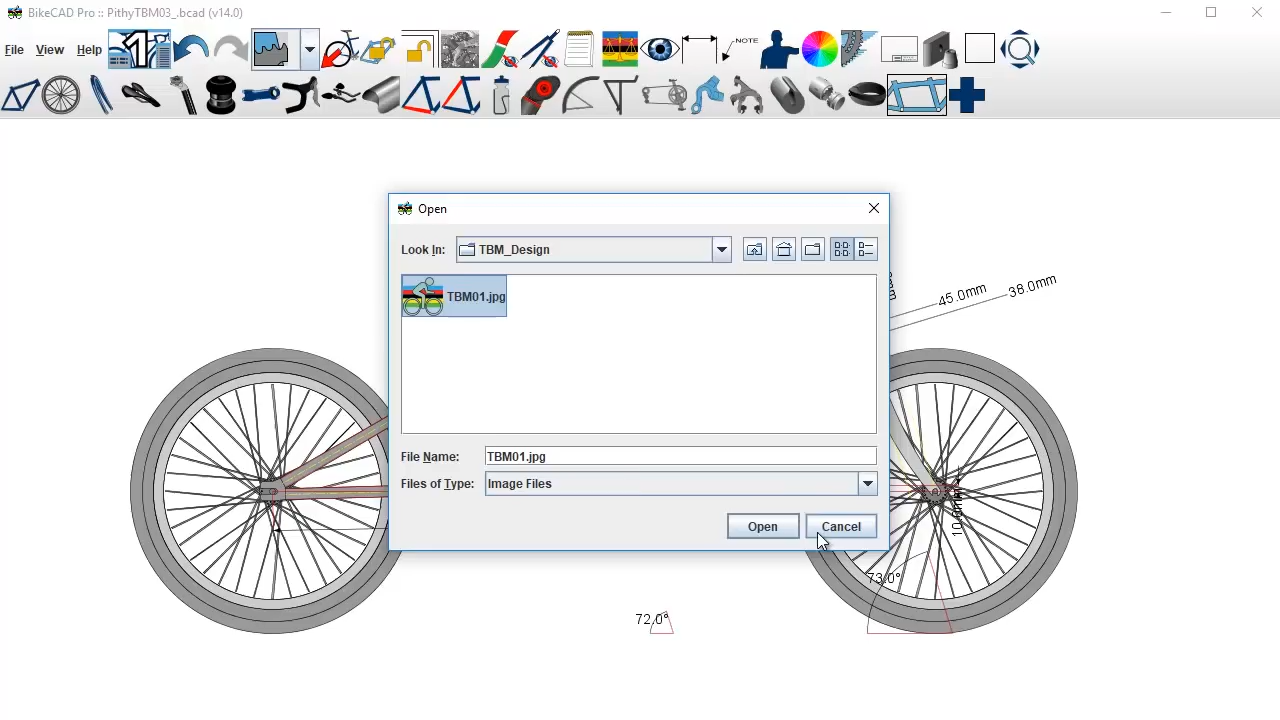 BikeCAD Pro :: PithyTBM03_.bcad (v14.0)
File View Help
NOTE
Open
Look In: TBM_Design
TBM01.jpg
45.0mm
38.0mm
File Name: TBM01.jpg
Files of Type: Image Files
Open Cancel
73.0°
72.0°